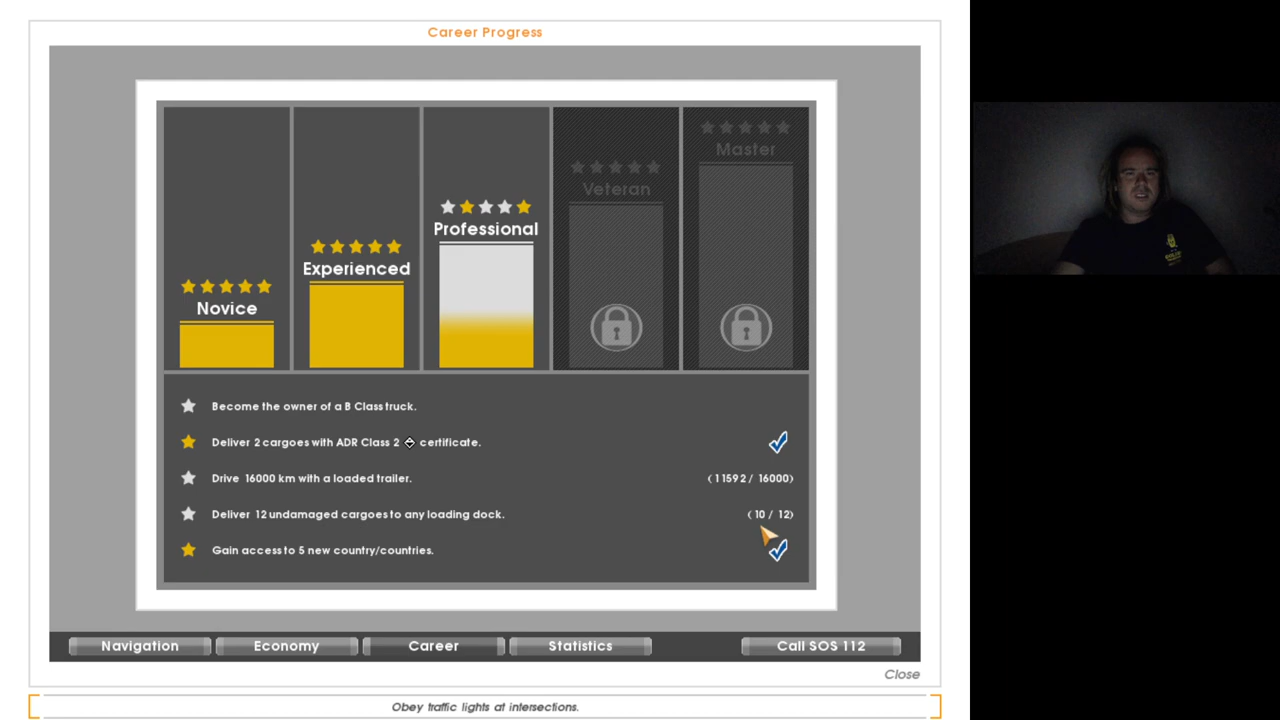 Career Progress
Master
Veteran
Professional
Experienced
Novice
Become the owner of a B Class truck.
Deliver 2 cargoes with ADR Class 2 certificate.
Drive 16000 km with a loaded trailer. (11592 / 16000)
Deliver 12 undamaged cargoes to any loading dock. (10 / 12)
Gain access to 5 new country/countries.
Navigation Economy Career Statistics Call SOS 112
Close
Obey traffic lights at intersections.